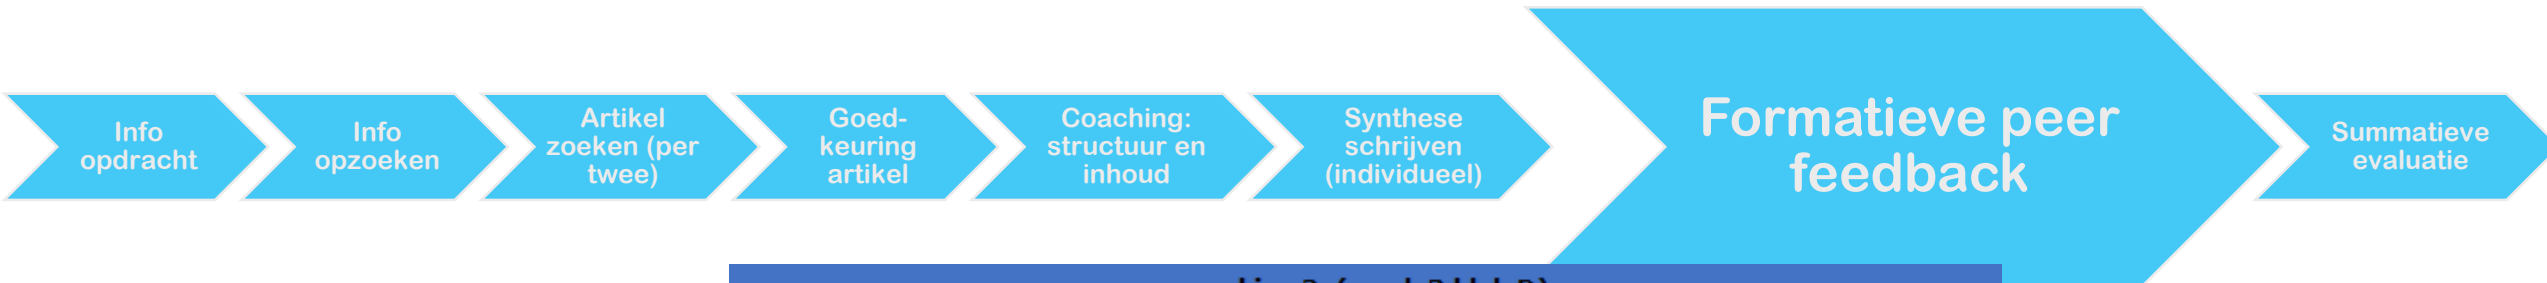 Info
opdracht
Info
opzoeken
Artikel
zoeken (per
twee)
Goed-
keuring
artikel
Coaching:
structuur en
inhoud
Synthese
schrijven
(individueel)
Formatieve peer
feedback
Summatieve
evaluatie